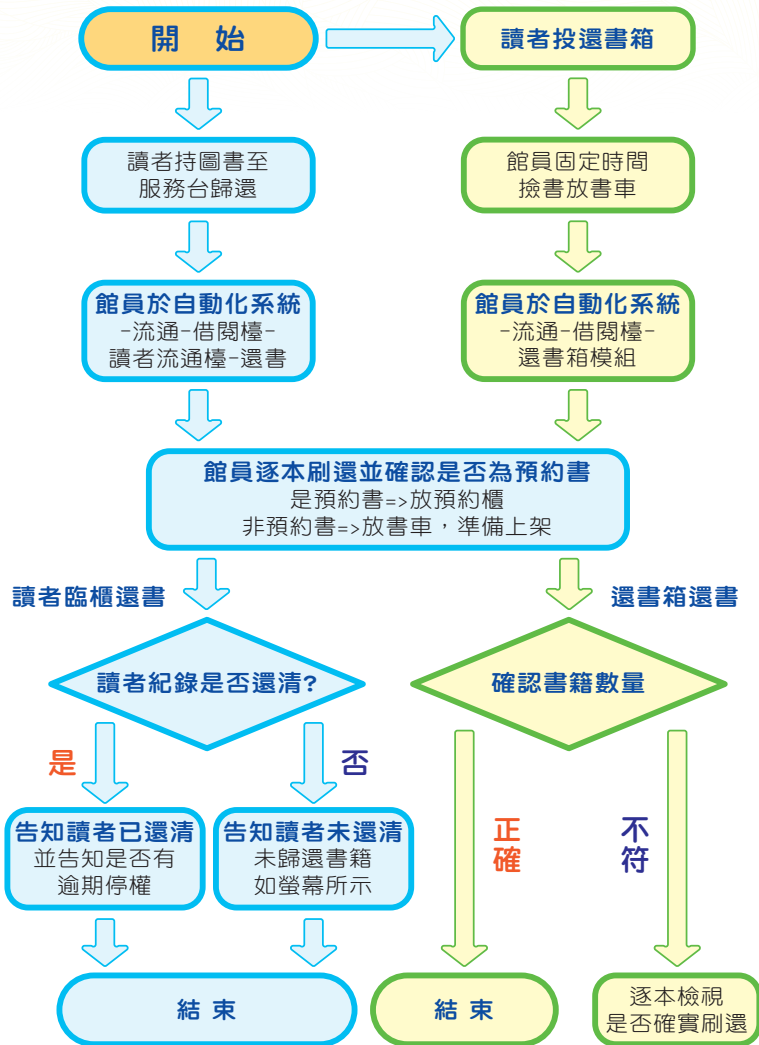 開　始
讀者投還書箱
讀者持圖書至
服務台歸還
館員固定時間
撿書放書車
館員於自動化系統
-流通-借閱檯-
讀者流通檯-還書
館員於自動化系統
-流通-借閱檯-
還書箱模組
館員逐本刷還並確認是否為預約書
是預約書=>放預約櫃
非預約書=>放書車，準備上架
讀者臨櫃還書
還書箱還書
讀者紀錄是否還清?
確認書籍數量
是
否
正確
不符
告知讀者已還清
並告知是否有
逾期停權
告知讀者未還清
未歸還書籍
如螢幕所示
結 束
結 束
逐本檢視
是否確實刷還